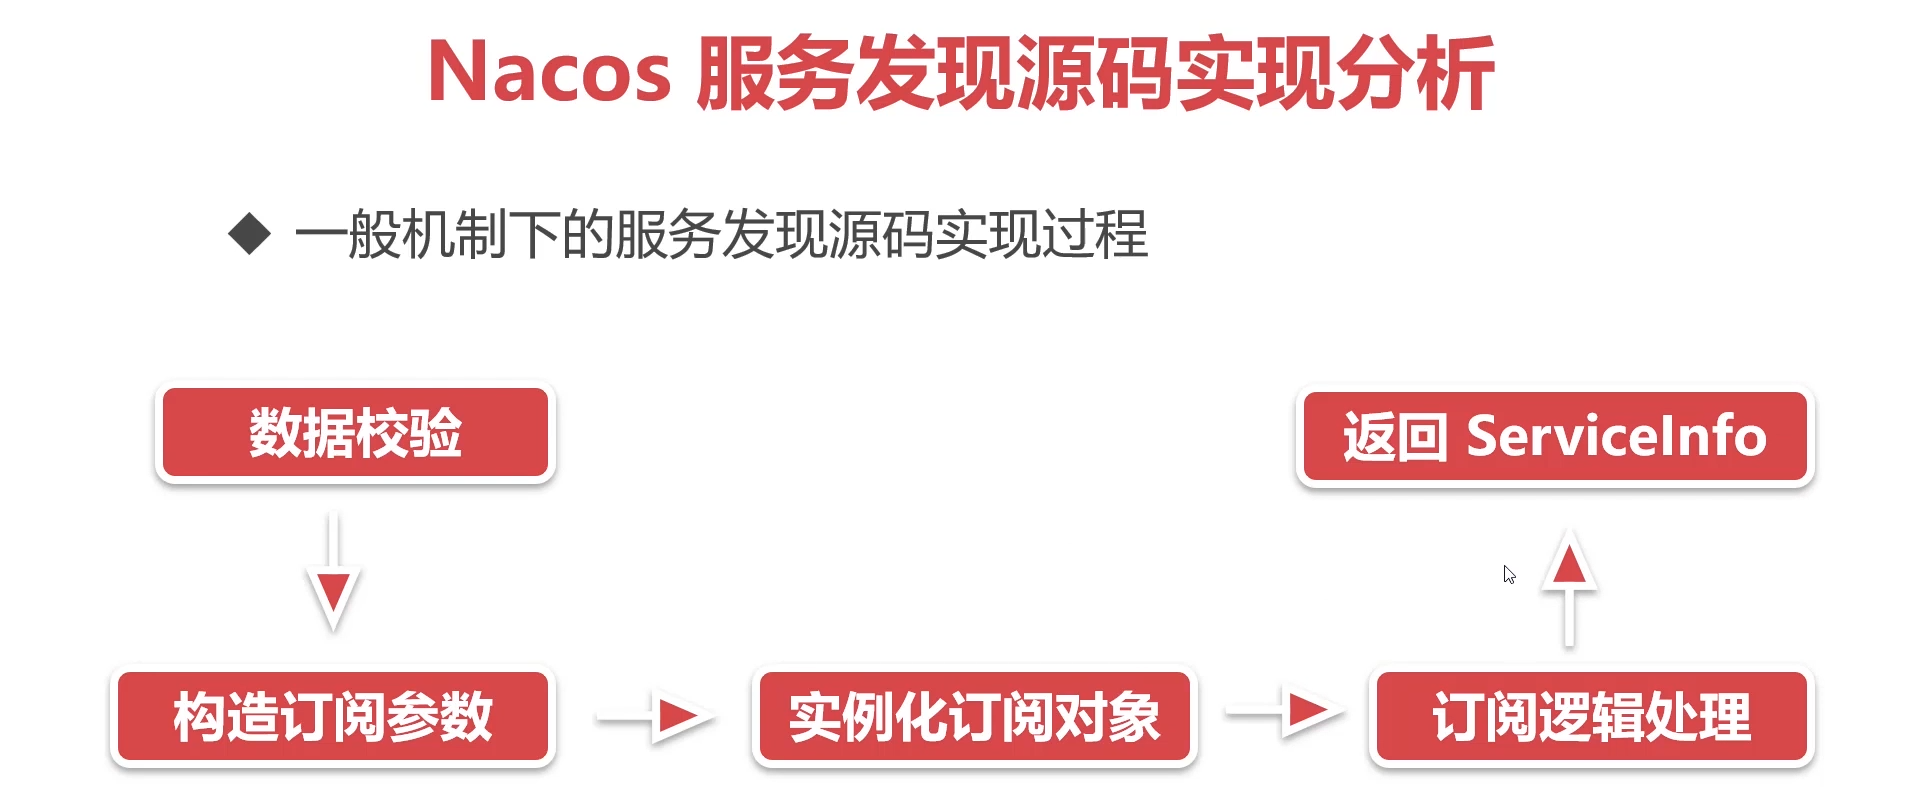 Nacos 服务发现源码实现分析
一般机制下的服务发现源码实现过程
数据校验
返回 ServiceInfo
构造订阅参数
实例化订阅对象
订阅逻辑处理